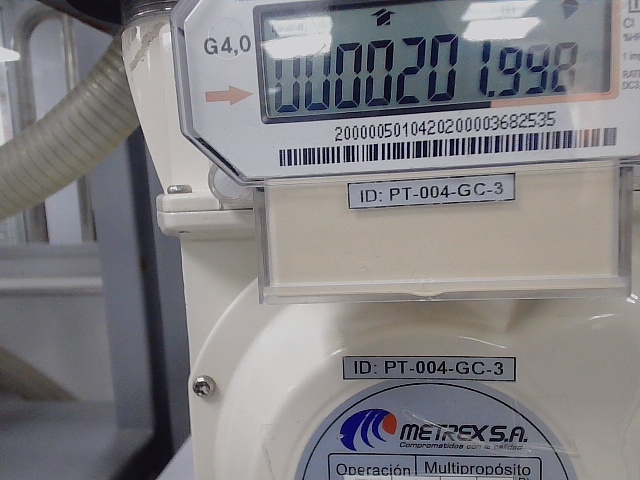 G4,0
0000201.998
2000005010420200003682535
ID: PT-004-GC-3
ID: PT-004-GC-3
METREX S.A.
Comprometidos con la calidad
Operación Multipropósito